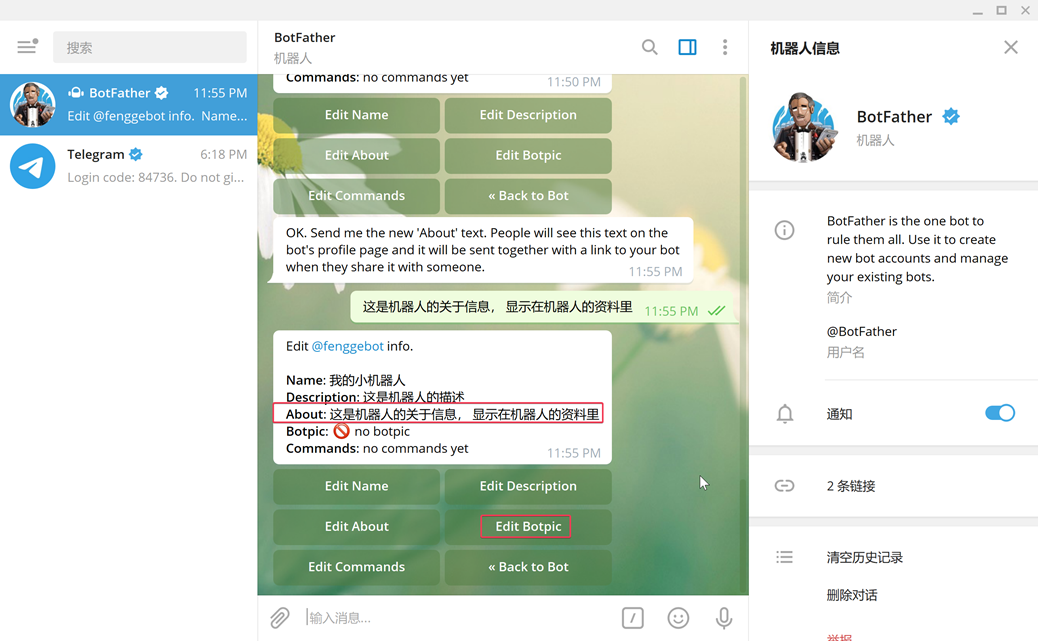 搜索
BotFather
11:55 PM
Edit @fenggebot info. Name...
Telegram
6:18 PM
Login code: 84736. Do not gi...
BotFather
机器人
Commands: no commands yet
11:50 PM
Edit Name
Edit Description
Edit About
Edit Botpic
Edit Commands
« Back to Bot
OK. Send me the new 'About' text. People will see this text on the
bot's profile page and it will be sent together with a link to your bot
when they share it with someone.
11:55 PM
这是机器人的关于信息， 显示在机器人的资料里
11:55 PM
Edit @fenggebot info.
Name: 我的小机器人
Description: 这是机器人的描述
About: 这是机器人的关于信息， 显示在机器人的资料里
Botpic: 🚫 no botpic
Commands: no commands yet
11:55 PM
Edit Name
Edit Description
Edit About
Edit Botpic
Edit Commands
« Back to Bot
输入消息...
机器人信息
BotFather
机器人
BotFather is the one bot to
rule them all. Use it to create
new bot accounts and manage
your existing bots.
简介
@BotFather
用户名
通知
2 条链接
清空历史记录
删除对话
举报